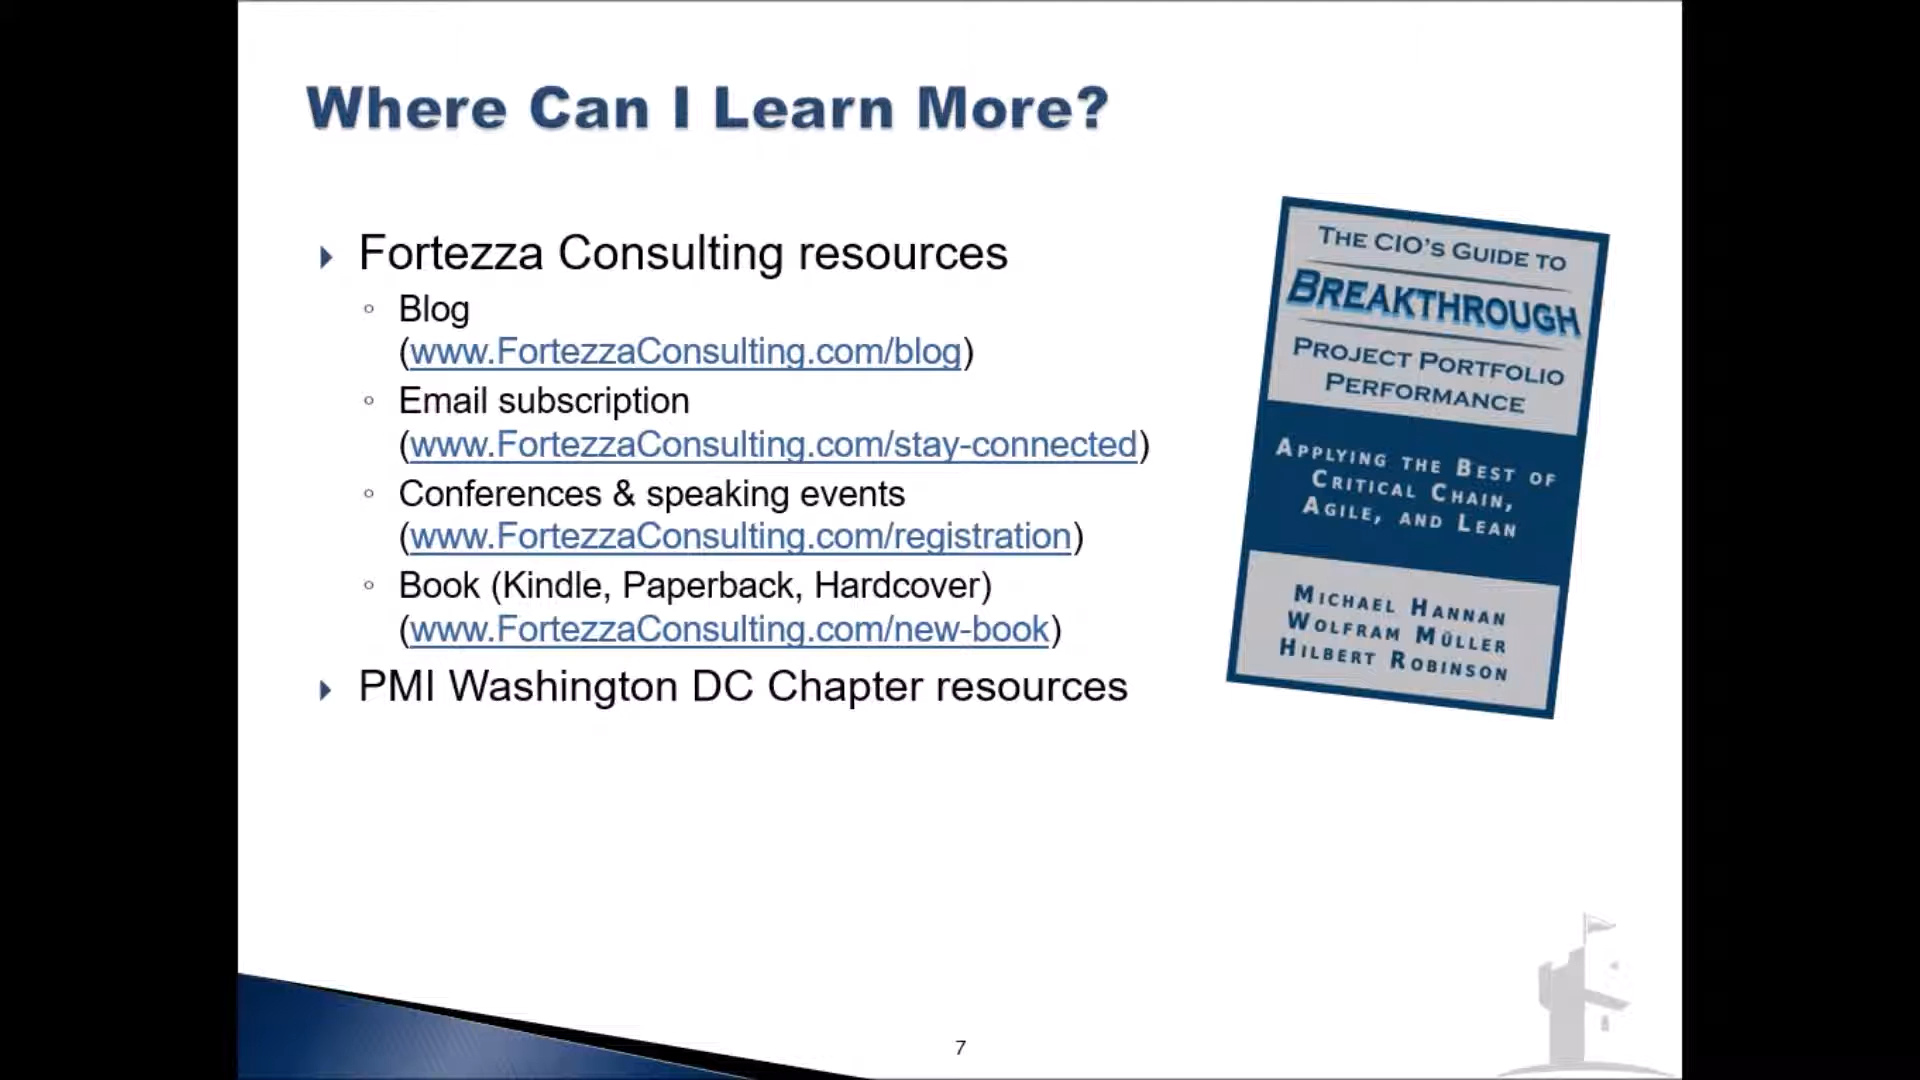 Where Can I Learn More?
Fortezza Consulting resources
Blog
(www.FortezzaConsulting.com/blog)
Email subscription
(www.FortezzaConsulting.com/stay-connected)
Conferences & speaking events
(www.FortezzaConsulting.com/registration)
Book (Kindle, Paperback, Hardcover)
(www.FortezzaConsulting.com/new-book)
PMI Washington DC Chapter resources
The CIO's Guide to
Breakthrough
Project Portfolio
Performance
Applying the Best of
Critical Chain,
Agile, and Lean
Michael Hannan
Wolfram Müller
Hilbert Robinson
7